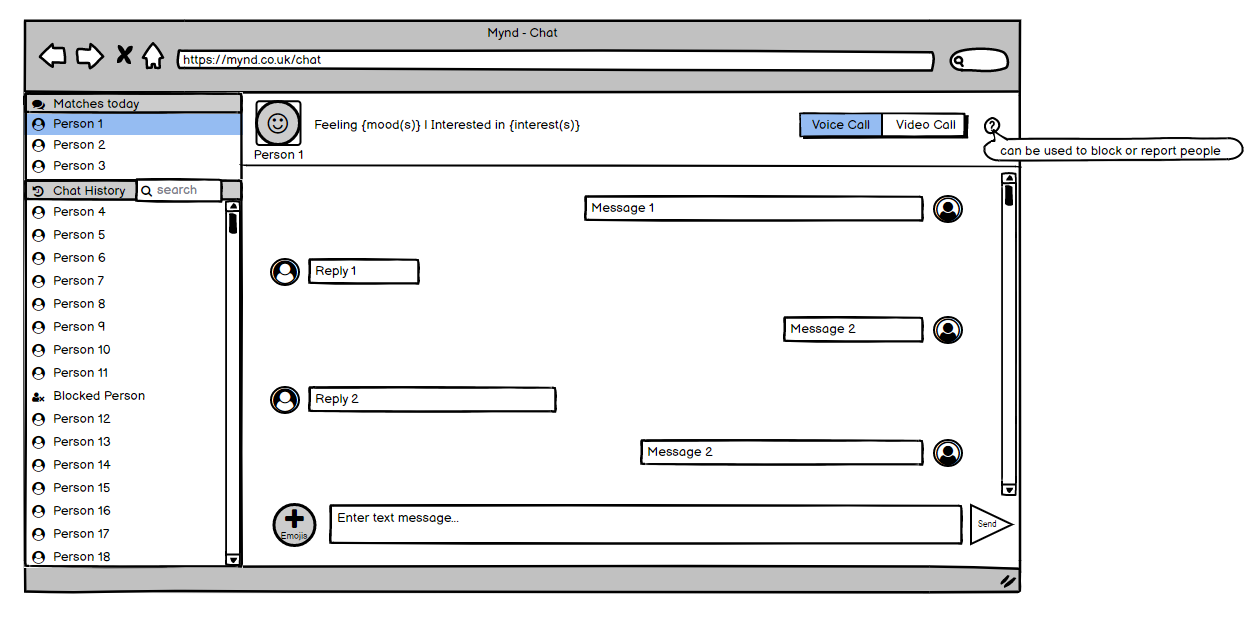 Mynd - Chat
https://mynd.co.uk/chat
Matches today
Person 1
Person 2
Person 3
Chat History
search
Person 4
Person 5
Person 6
Person 7
Person 8
Person 9
Person 10
Person 11
Blocked Person
Person 12
Person 13
Person 14
Person 15
Person 16
Person 17
Person 18
Person 1
Feeling {mood(s)} | Interested in {interest(s)}
Voice Call
Video Call
?
can be used to block or report people
Message 1
Reply 1
Message 2
Reply 2
Message 2
Emojis
Enter text message...
Send